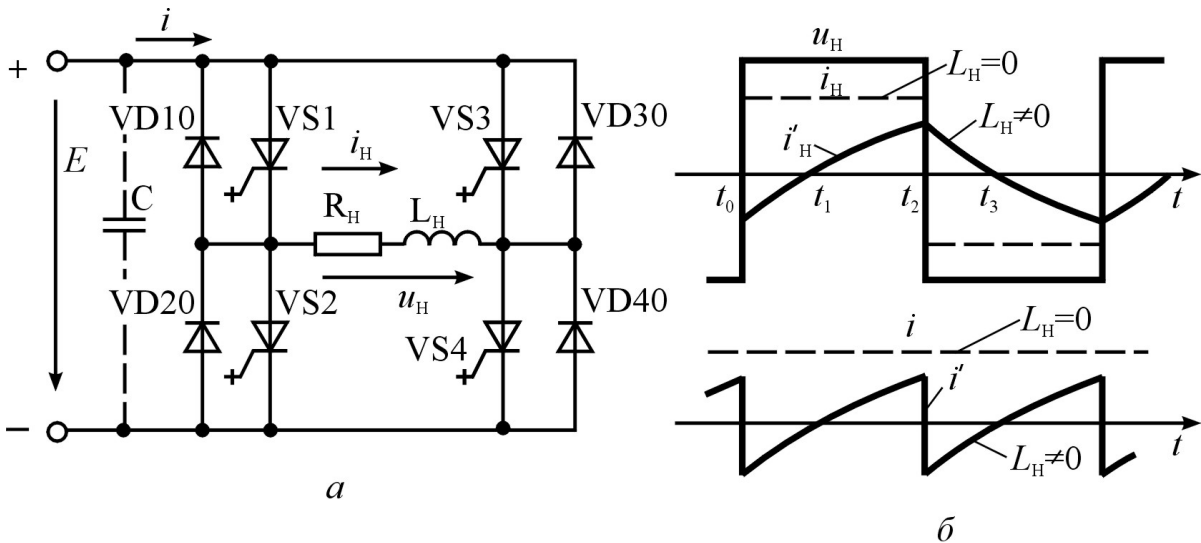 i
+
VD10
VS1
VS3
VD30
E
C
iн
Rн
Lн
VD20
VS2
uн
VS4
VD40
−
а
uн
Lн=0
iн
Lн≠0
i′н
t₀
t₁
t₂
t₃
t
i
Lн=0
i′
Lн≠0
t
б